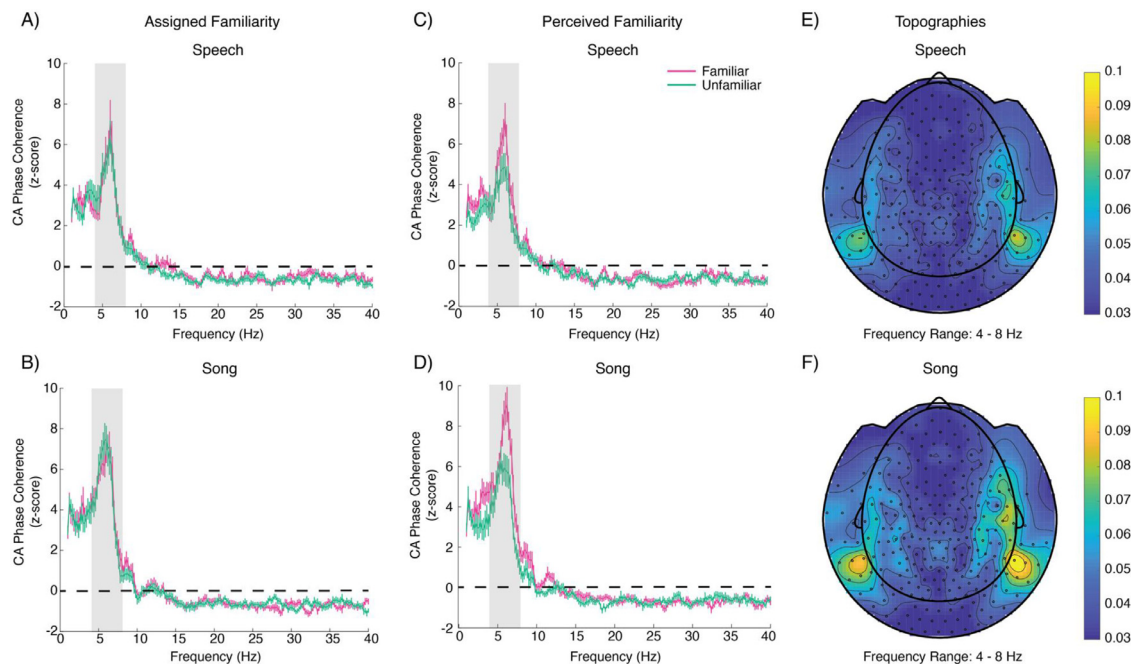 A)
Assigned Familiarity
Speech
CA Phase Coherence
(z-score)
10
8
6
4
2
0
-2
0 5 10 15 20 25 30 35 40
Frequency (Hz)
B)
Song
CA Phase Coherence
(z-score)
10
8
6
4
2
0
-2
0 5 10 15 20 25 30 35 40
Frequency (Hz)
C)
Perceived Familiarity
Speech
Familiar
Unfamiliar
CA Phase Coherence
(z-score)
10
8
6
4
2
0
-2
0 5 10 15 20 25 30 35 40
Frequency (Hz)
D)
Song
CA Phase Coherence
(z-score)
10
8
6
4
2
0
-2
0 5 10 15 20 25 30 35 40
Frequency (Hz)
E)
Topographies
Speech
0.1
0.09
0.08
0.07
0.06
0.05
0.04
0.03
Frequency Range: 4 - 8 Hz
F)
Song
0.1
0.09
0.08
0.07
0.06
0.05
0.04
0.03
Frequency Range: 4 - 8 Hz